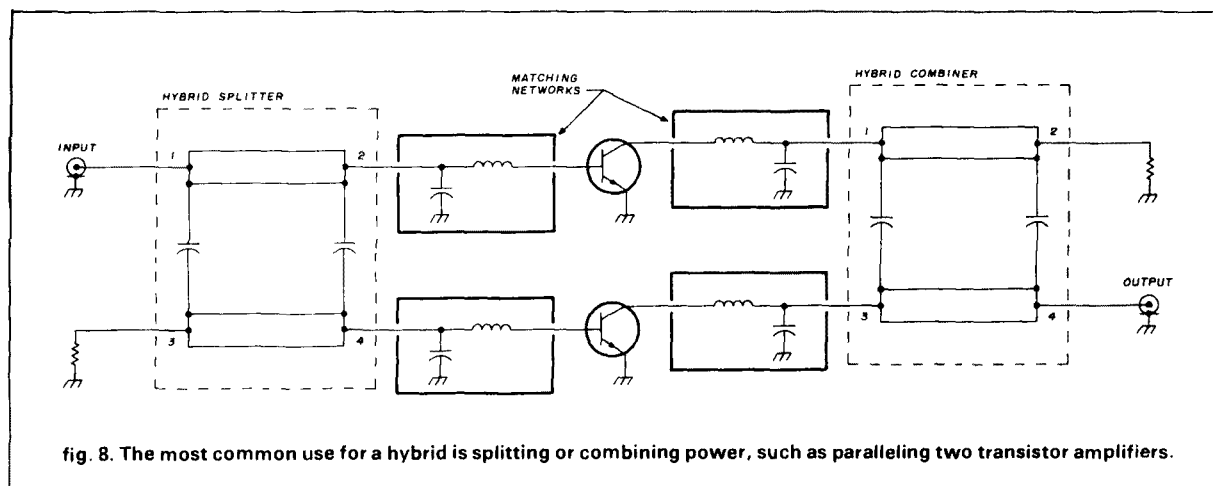 MATCHING
NETWORKS
HYBRID SPLITTER
HYBRID COMBINER
INPUT
1
2
1
2
3
4
3
4
OUTPUT
fig. 8. The most common use for a hybrid is splitting or combining power, such as paralleling two transistor amplifiers.